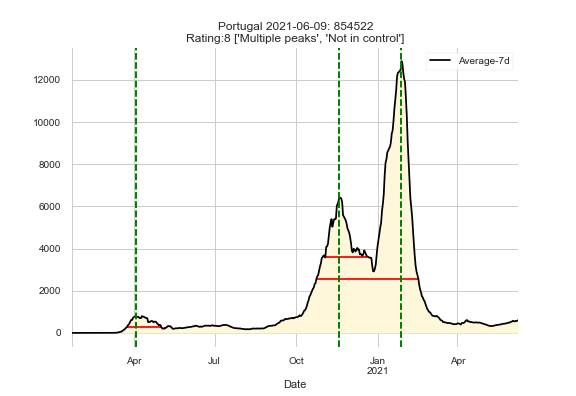 Portugal 2021-06-09: 854522
Rating:8 ['Multiple peaks', 'Not in control']
Average-7d
12000
10000
8000
6000
4000
2000
0
Apr Jul Oct Jan Apr
2021
Date